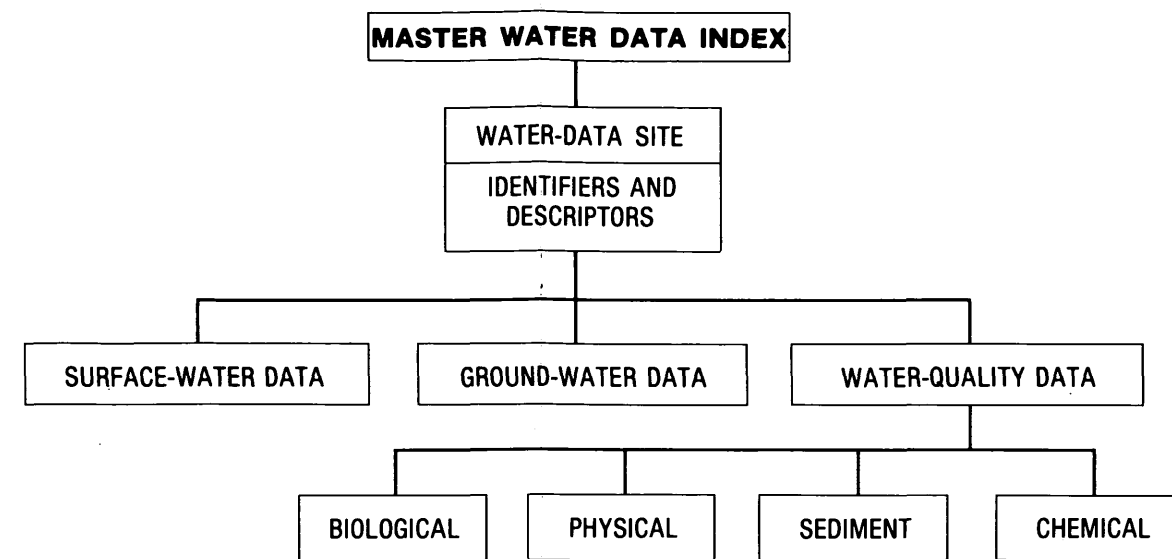 MASTER WATER DATA INDEX
WATER-DATA SITE
IDENTIFIERS AND
DESCRIPTORS
SURFACE-WATER DATA
GROUND-WATER DATA
WATER-QUALITY DATA
BIOLOGICAL
PHYSICAL
SEDIMENT
CHEMICAL